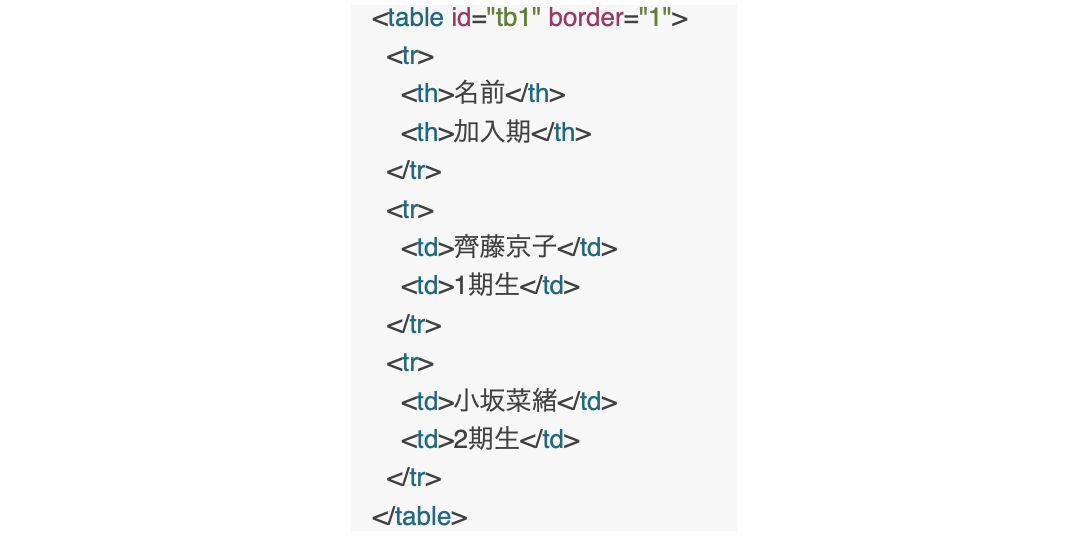 <table id="tb1" border="1">
<tr>
<th>名前</th>
<th>加入期</th>
</tr>
<tr>
<td>齊藤京子</td>
<td>1期生</td>
</tr>
<tr>
<td>小坂菜緒</td>
<td>2期生</td>
</tr>
</table>